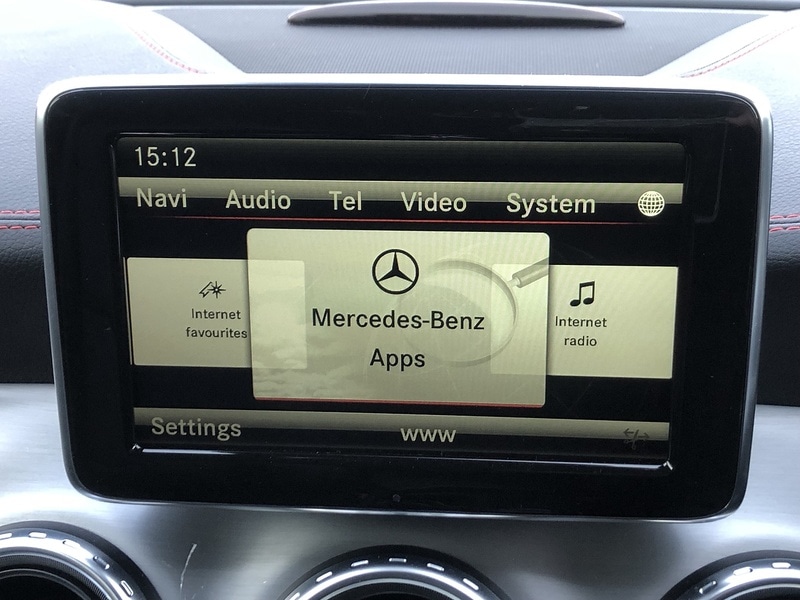 15:12
Navi Audio Tel Video System
Internet
favourites
Mercedes-Benz
Apps
Internet
radio
Settings www